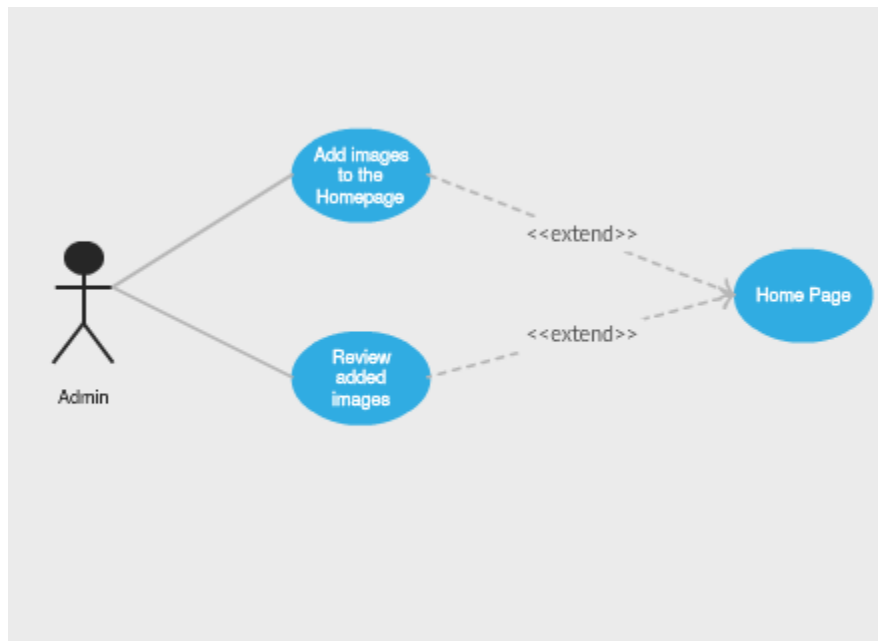 Add images
to the
Homepage
<<extend>>
Home Page
<<extend>>
Review
added
images
Admin